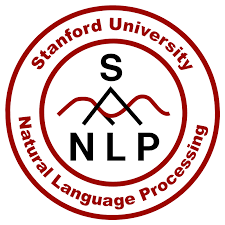 Stanford University
S
NLP
Natural Language Processing